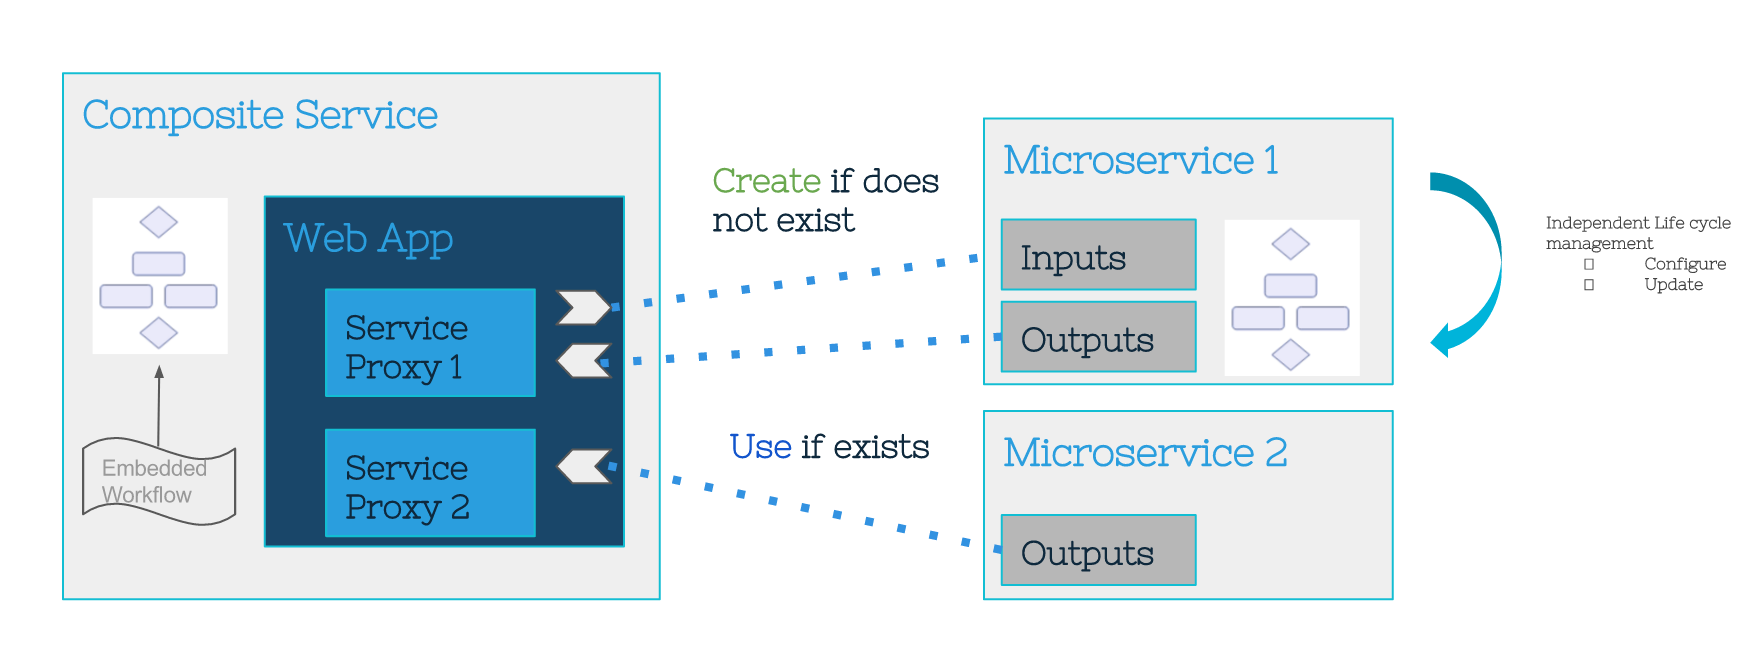 Composite Service
Web App
Service
Proxy 1
Service
Proxy 2
Embedded
Workflow
Create if does
not exist
Use if exists
Microservice 1
Inputs
Outputs
Microservice 2
Outputs
Independent Life cycle
management
Configure
Update